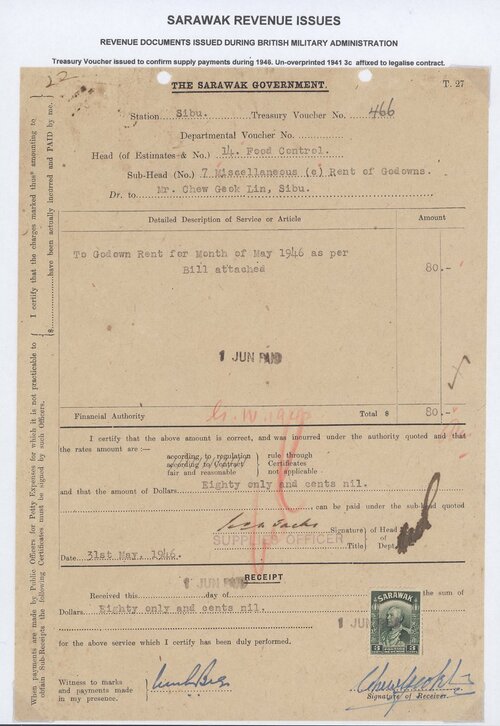 SARAWAK REVENUE ISSUES
REVENUE DOCUMENTS ISSUED DURING BRITISH MILITARY ADMINISTRATION
Treasury Voucher issued to confirm supply payments during 1946. Un-overprinted 1941 3c affixed to legalise contract.
22
THE SARAWAK GOVERNMENT.
T. 27
Station Sibu. Treasury Voucher No. 466
Departmental Voucher No.
Head (of Estimates & No.) 14. Food Control.
Sub-Head (No.) 7 Miscellaneous (c) Rent of Godowns.
Dr. to Mr. Chew Geok Lin, Sibu.
Detailed Description of Service or Article
Amount
To Godown Rent for Month of May 1946 as per
Bill attached
80.-
1 JUN PAID
Financial Authority
Total $ 80.-
I certify that the above amount is correct, and was incurred under the authority quoted and that
the rates amount are :—
according to regulation
according to Contract
fair and reasonable
rule through
Certificates
not applicable
and that the amount of Dollars Eighty only and cents nil.
can be paid under the sub-head quoted
Signature) of Head
of
Title) Dept.
SUPPLIES OFFICER
Date 31st May, 1946.
1 JUN PAID
RECEIPT
Received this day of the sum of
Dollars Eighty only and cents nil.
for the above service which I certify has been duly performed.
1 JUN
SARAWAK
3 3
Witness to marks
and payments made
in my presence.
Signature of Receiver.
When payments are made by Public Officers for Petty Expenses for which it is not practicable to
obtain Sub-Receipts the following Certificates must be signed by such Officers.
I certify that the charges marked thus* amounting to
$ have been actually incurred and PAID by me.